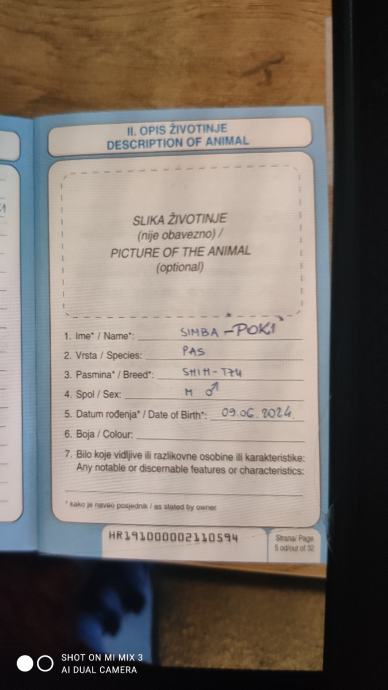 II. OPIS ŽIVOTINJE
DESCRIPTION OF ANIMAL
SLIKA ŽIVOTINJE
(nije obavezno) /
PICTURE OF THE ANIMAL
(optional)
1. Ime* / Name*: SIMBA - POKI
2. Vrsta / Species: PAS
3. Pasmina* / Breed*: SHIH-TZU
4. Spol / Sex: M ♂
5. Datum rođenja* / Date of Birth*: 09.06.2024.
6. Boja / Colour:
7. Bilo koje vidljive ili razlikovne osobine ili karakteristike:
Any notable or discernable features or characteristics:
* kako je naveo posjednik / as stated by owner
HR191000002110594
Strana/ Page
5 od/out of 32
SHOT ON MI MIX 3
AI DUAL CAMERA